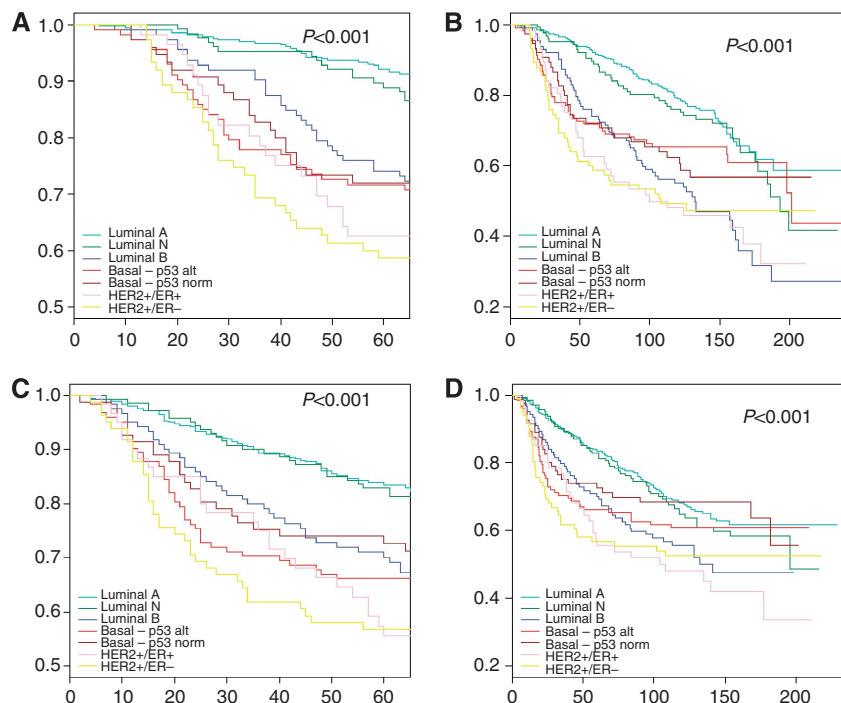 A
P<0.001
1.0
0.9
0.8
0.7
0.6
0.5
Luminal A
Luminal N
Luminal B
Basal – p53 alt
Basal – p53 norm
HER2+/ER+
HER2+/ER–
0 10 20 30 40 50 60
B
P<0.001
1.0
0.8
0.6
0.4
0.2
Luminal A
Luminal N
Luminal B
Basal – p53 alt
Basal – p53 norm
HER2+/ER+
HER2+/ER–
0 50 100 150 200
C
P<0.001
1.0
0.9
0.8
0.7
0.6
0.5
Luminal A
Luminal N
Luminal B
Basal – p53 alt
Basal – p53 norm
HER2+/ER+
HER2+/ER–
0 10 20 30 40 50 60
D
P<0.001
1.0
0.8
0.6
0.4
0.2
Luminal A
Luminal N
Luminal B
Basal – p53 alt
Basal – p53 norm
HER2+/ER+
HER2+/ER–
0 50 100 150 200